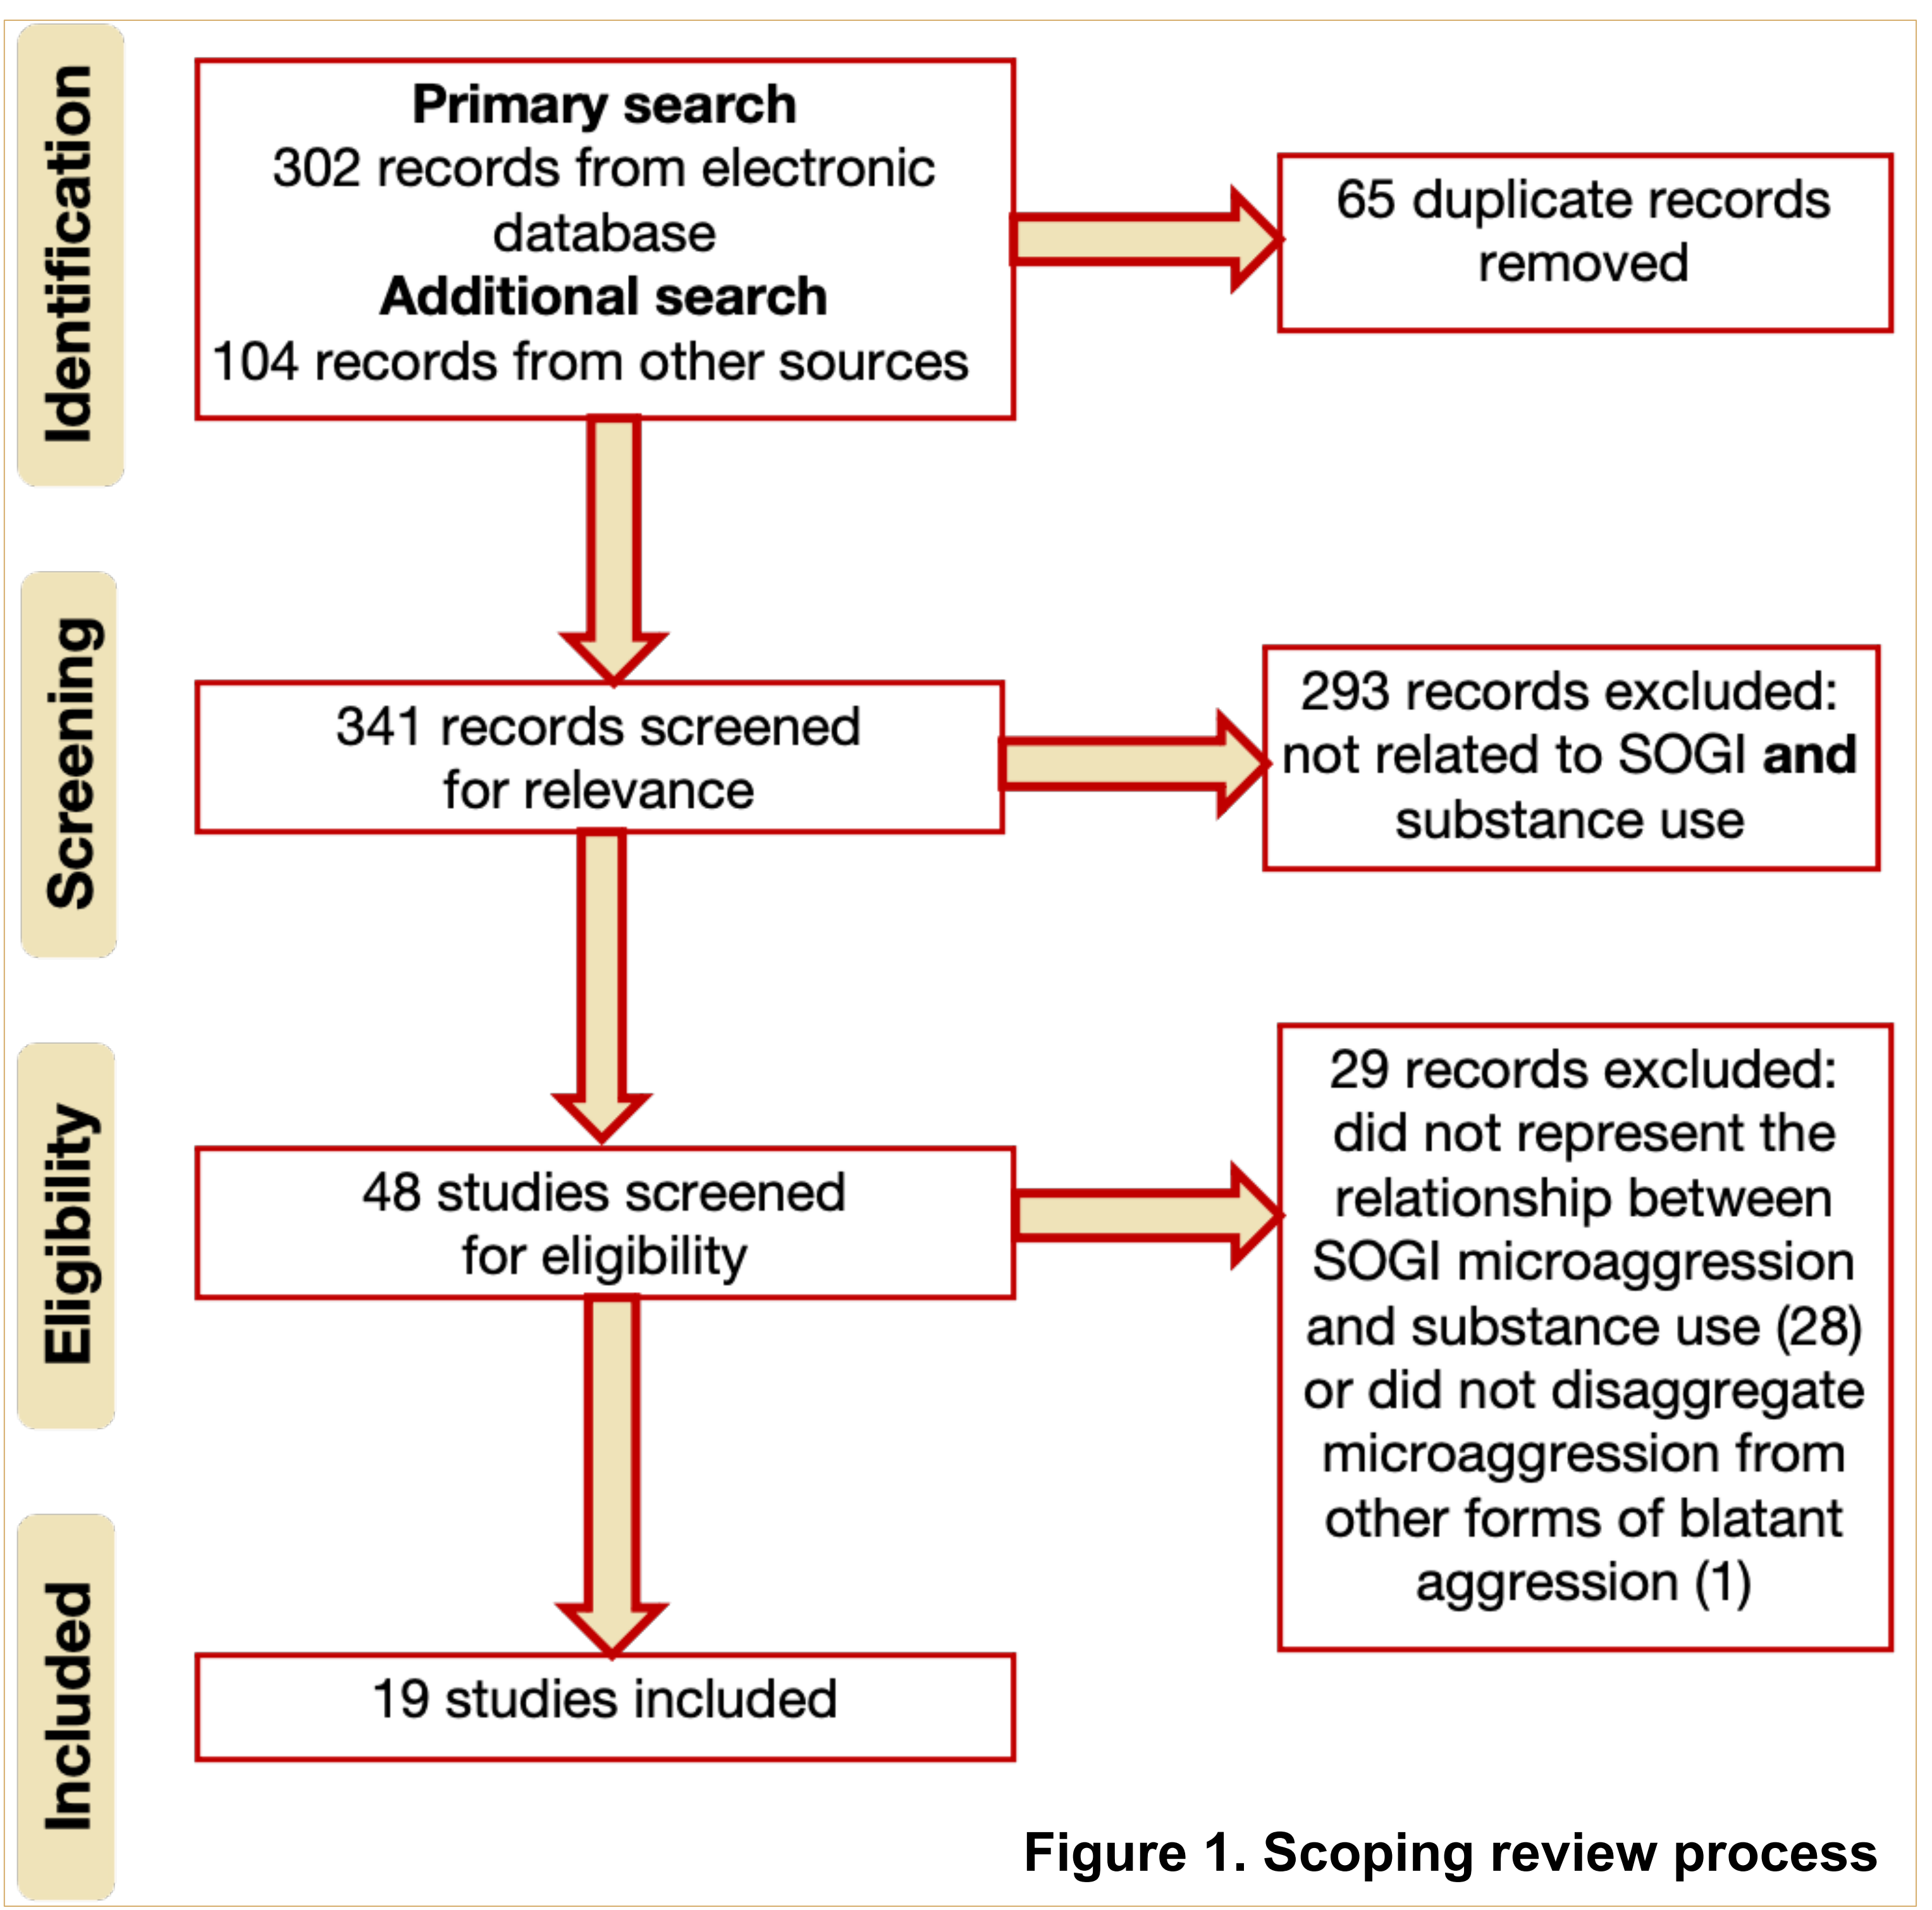 Identification
Primary search
302 records from electronic
database
Additional search
104 records from other sources
65 duplicate records
removed
Screening
341 records screened
for relevance
293 records excluded:
not related to SOGI and
substance use
Eligibility
48 studies screened
for eligibility
29 records excluded:
did not represent the
relationship between
SOGI microaggression
and substance use (28)
or did not disaggregate
microaggression from
other forms of blatant
aggression (1)
Included
19 studies included
Figure 1. Scoping review process